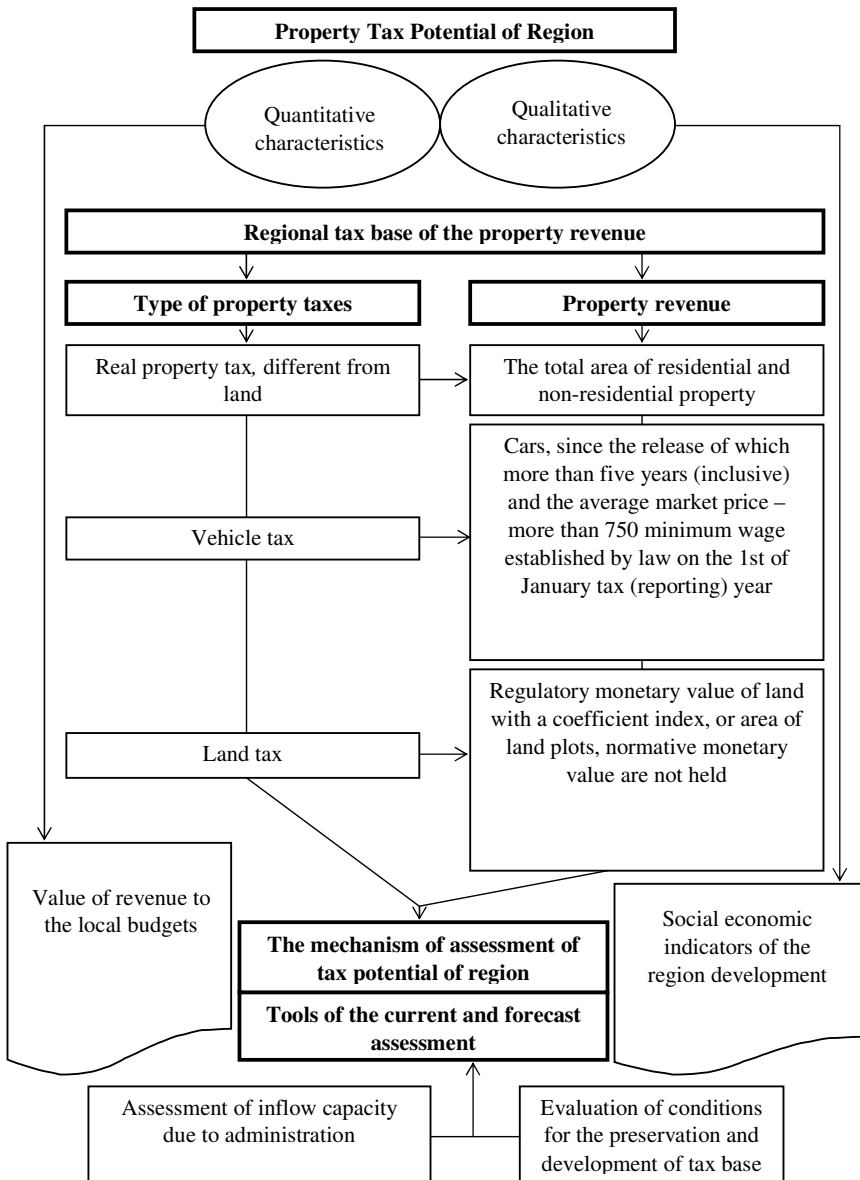 Property Tax Potential of Region
Quantitative
characteristics
Qualitative
characteristics
Regional tax base of the property revenue
Type of property taxes
Property revenue
Real property tax, different from
land
The total area of residential and
non-residential property
Cars, since the release of which
more than five years (inclusive)
and the average market price –
more than 750 minimum wage
established by law on the 1st of
January tax (reporting) year
Vehicle tax
Regulatory monetary value of land
with a coefficient index, or area of
land plots, normative monetary
value are not held
Land tax
Value of revenue to
the local budgets
Social economic
indicators of the
region development
The mechanism of assessment of
tax potential of region
Tools of the current and forecast
assessment
Assessment of inflow capacity
due to administration
Evaluation of conditions
for the preservation and
development of tax base